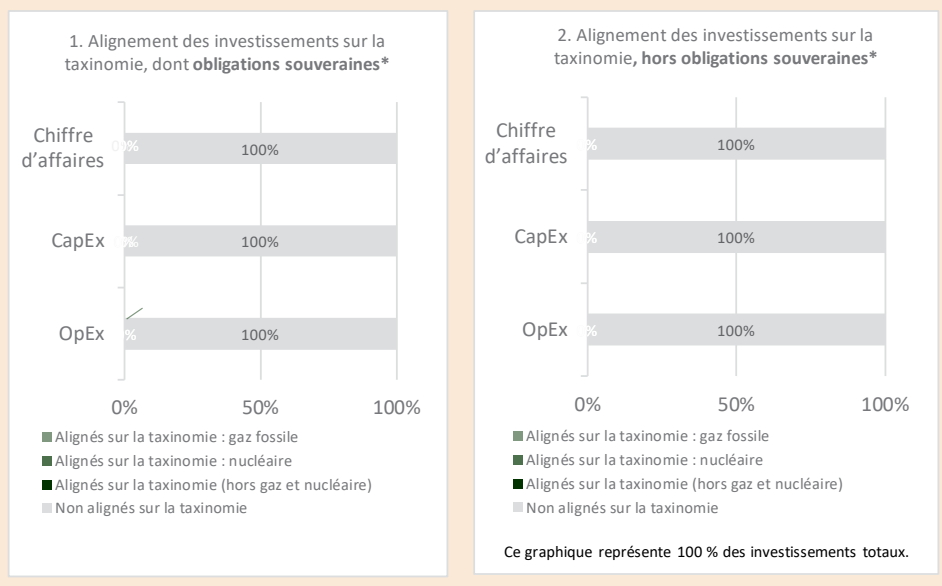 1. Alignement des investissements sur la
taxinomie, dont obligations souveraines*
Chiffre
d'affaires
100%
CapEx
100%
OpEx
100%
0% 50% 100%
Alignés sur la taxinomie : gaz fossile
Alignés sur la taxinomie : nucléaire
Alignés sur la taxinomie (hors gaz et nucléaire)
Non alignés sur la taxinomie
2. Alignement des investissements sur la
taxinomie, hors obligations souveraines*
Chiffre
d'affaires
100%
CapEx
100%
OpEx
100%
0% 50% 100%
Alignés sur la taxinomie : gaz fossile
Alignés sur la taxinomie : nucléaire
Alignés sur la taxinomie (hors gaz et nucléaire)
Non alignés sur la taxinomie
Ce graphique représente 100 % des investissements totaux.